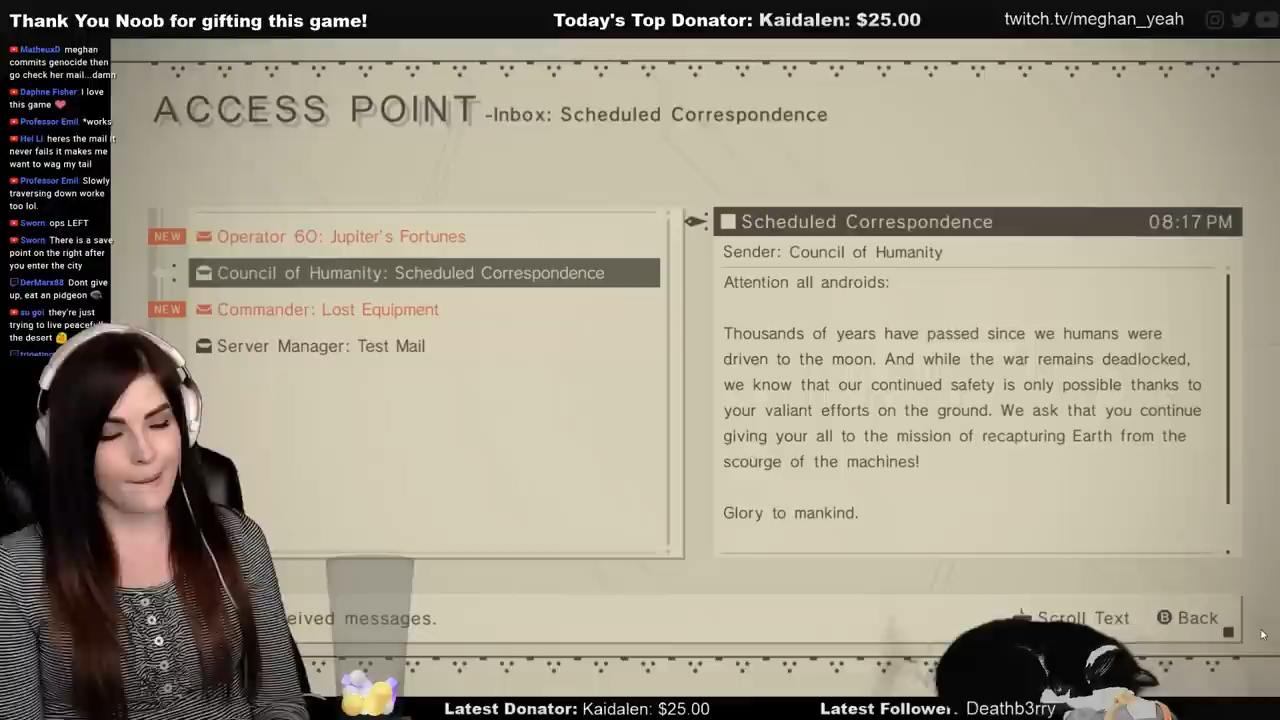 Thank You Noob for gifting this game!
Today's Top Donator: Kaidalen: $25.00
twitch.tv/meghan_yeah
MatheuxD meghan
commits genocide then
go check her mail...damn
Daphne Fisher I love
this game
Professor Emil *works
Hei Li heres the mail it
never fails it makes me
want to wag my tail
Professor Emil Slowly
traversing down worke
too lol.
Sworn ops LEFT
Sworn There is a save
point on the right after
you enter the city
DerMarx88 Dont give
up, eat an pidgeon
su goi they're just
trying to live peacefull
the desert
ACCESS POINT -Inbox: Scheduled Correspondence
NEW Operator 6O: Jupiter's Fortunes
Council of Humanity: Scheduled Correspondence
NEW Commander: Lost Equipment
Server Manager: Test Mail
Scheduled Correspondence 08:17 PM
Sender: Council of Humanity
Attention all androids:
Thousands of years have passed since we humans were
driven to the moon. And while the war remains deadlocked,
we know that our continued safety is only possible thanks to
your valiant efforts on the ground. We ask that you continue
giving your all to the mission of recapturing Earth from the
scourge of the machines!
Glory to mankind.
eived messages.
Scroll Text B Back
Latest Donator: Kaidalen: $25.00
Latest Follower. Deathb3rry